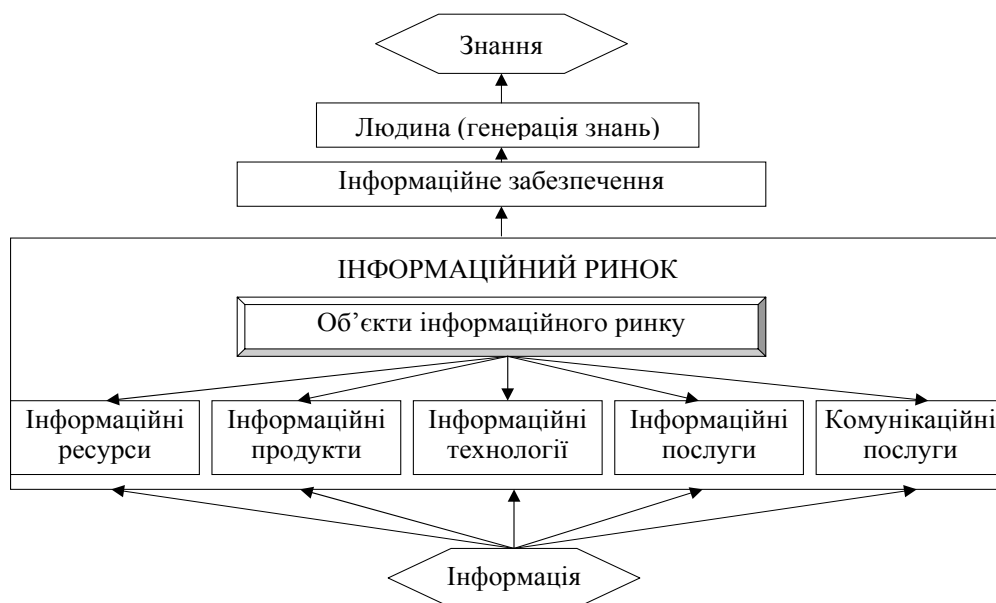 Знання
Людина (генерація знань)
Інформаційне забезпечення
ІНФОРМАЦІЙНИЙ РИНОК
Об’єкти інформаційного ринку
Інформаційні
ресурси
Інформаційні
продукти
Інформаційні
технології
Інформаційні
послуги
Комунікаційні
послуги
Інформація